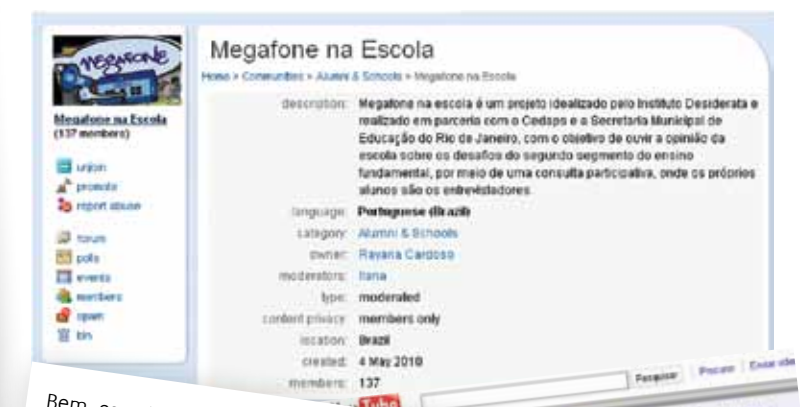 MEGAFONE
Megafone na Escola
(137 members)
unjoin
promote
report abuse
forum
polls
events
members
spam
bin
Megafone na Escola
Home > Communities > Alumni & Schools > Megafone na Escola
description: Megafone na escola é um projeto idealizado pelo Instituto Desiderata e
realizado em parceria com o Cedaps e a Secretaria Municipal de
Educação do Rio de Janeiro, com o objetivo de ouvir a opinião da
escola sobre os desafios do segundo segmento do ensino
fundamental, por meio de uma consulta participativa, onde os próprios
alunos são os entrevistadores.
language: Portuguese (Brazil)
category: Alumni & Schools
owner: Rayana Cardoso
moderators:
type: moderated
content privacy: members only
location: Brazil
created: 4 May 2010
members: 137
Bem,
Tube
Pesquisar
Procurar